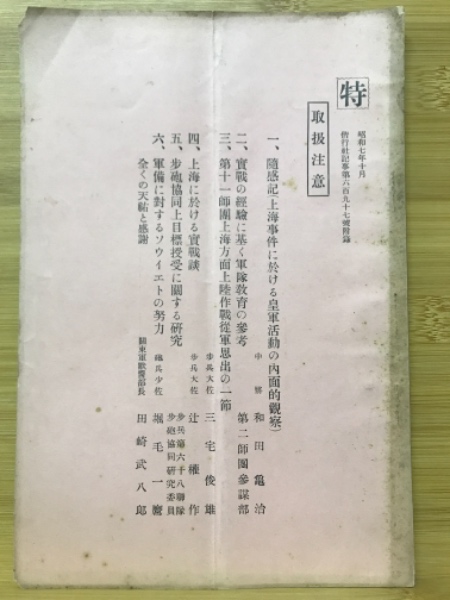 特
昭和七年十月
偕行社記事第六百九十七號附錄
取扱注意
一、隨感記(上海事件に於ける皇軍活動の內面的觀察) 中將 和田龜治
二、實戰の經驗に基く軍隊敎育の參考 第二師團參謀部
三、第十一師團上海方面上陸作戰從軍思出の一節 步兵大佐 三宅俊雄
四、上海に於ける實戰談 步兵大佐 辻權作
五、步砲協同上目標授受に關する硏究 步兵第六十八聯隊步砲協同硏究委員
六、軍備に對するソウイエトの努力 砲兵少佐 堀毛一麿
全くの天祐と感謝 關東軍獸醫部長 田崎武八郎